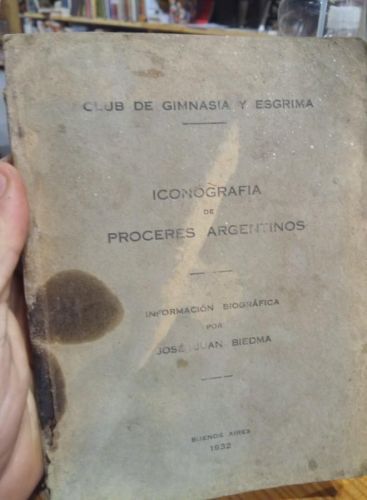 CLUB DE GIMNASIA Y ESGRIMA
ICONOGRAFIA
DE
PROCERES ARGENTINOS
INFORMACIÓN BIOGRÁFICA
POR
JOSÉ JUAN BIEDMA
BUENOS AIRES
1932